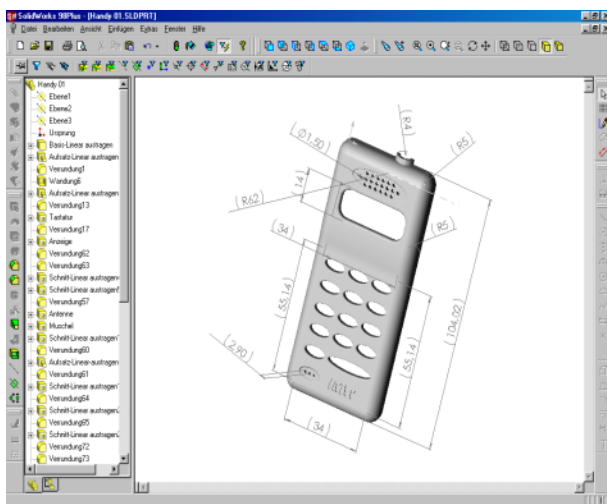 SolidWorks 98Plus - [Handy 01.SLDPRT]
Datei Bearbeiten Ansicht Einfügen Extras Fenster Hilfe
Handy 01
Ebene1
Ebene2
Ebene3
Ursprung
Basis-Linear austragen
Aufsatz-Linear austragen
Verrundung1
Wandung6
Aufsatz-Linear austragen
Verrundung13
Tastatur
Verrundung17
Anzeige
Verrundung62
Verrundung63
Schnitt-Linear austragen
Schnitt-Linear austragen
Verrundung57
Antenne
Muschel
Schnitt-Linear austragen
Verrundung60
Aufsatz-Linear-austragen
Verrundung61
Schnitt-Linear austragen
Verrundung64
Schnitt-Linear austragen
Verrundung65
Schnitt-Linear austragen
Verrundung72
Verrundung73
(R4)
(Ø1.50)
(R5)
(14)
(R62)
(34)
(R5)
(55.14)
(104.02)
(55.14)
(2.90)
(34)